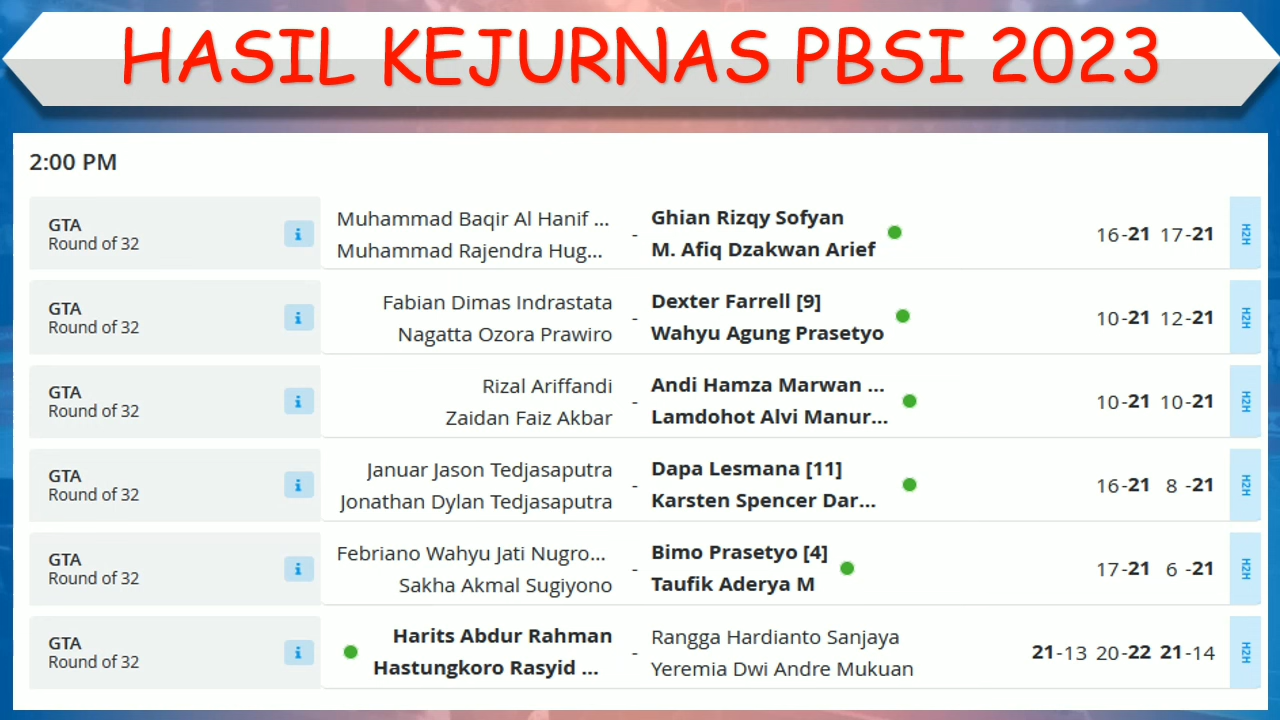 HASIL KEJURNAS PBSI 2023
2:00 PM
GTA
Round of 32
i
Muhammad Baqir Al Hanif ...
Muhammad Rajendra Hug...
-
Ghian Rizqy Sofyan
M. Afiq Dzakwan Arief
16-21 17-21
H2H
GTA
Round of 32
i
Fabian Dimas Indrastata
Nagatta Ozora Prawiro
-
Dexter Farrell [9]
Wahyu Agung Prasetyo
10-21 12-21
H2H
GTA
Round of 32
i
Rizal Ariffandi
Zaidan Faiz Akbar
-
Andi Hamza Marwan ...
Lamdohot Alvi Manur...
10-21 10-21
H2H
GTA
Round of 32
i
Januar Jason Tedjasaputra
Jonathan Dylan Tedjasaputra
-
Dapa Lesmana [11]
Karsten Spencer Dar...
16-21 8 -21
H2H
GTA
Round of 32
i
Febriano Wahyu Jati Nugro...
Sakha Akmal Sugiyono
-
Bimo Prasetyo [4]
Taufik Aderya M
17-21 6 -21
H2H
GTA
Round of 32
i
Harits Abdur Rahman
Hastungkoro Rasyid ...
-
Rangga Hardianto Sanjaya
Yeremia Dwi Andre Mukuan
21-13 20-22 21-14
H2H